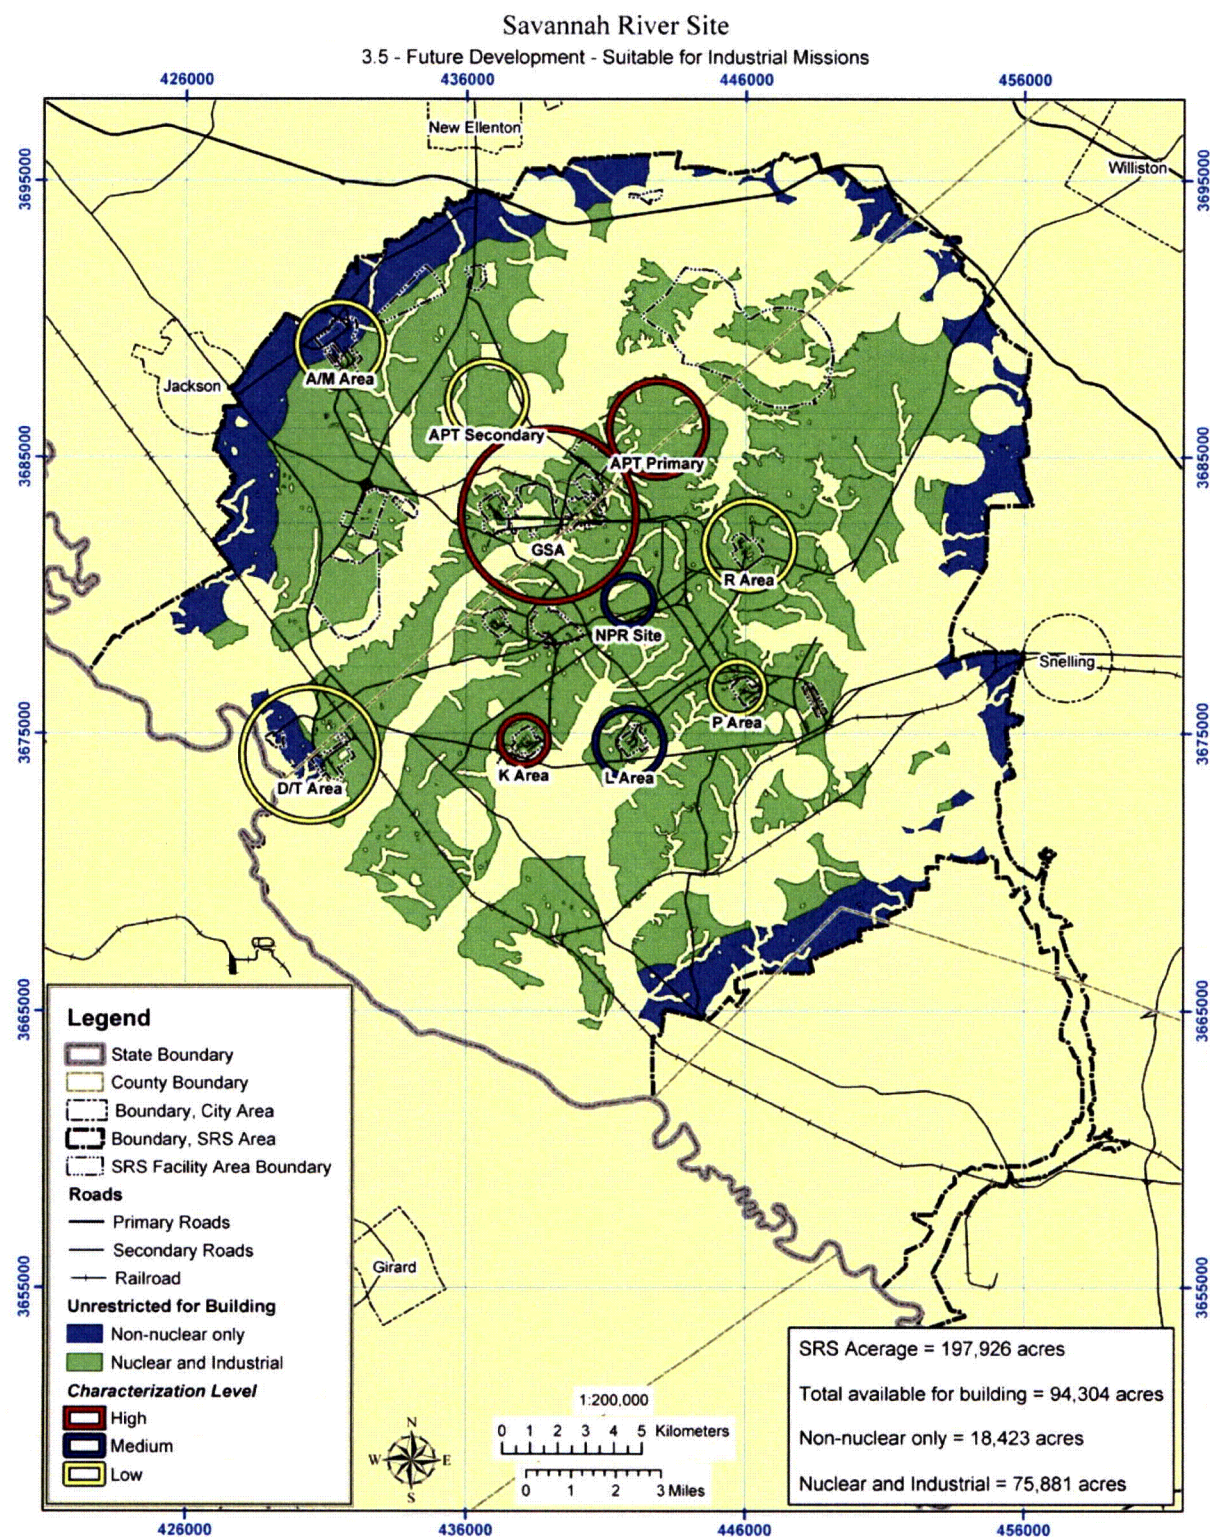 Savannah River Site
3.5 - Future Development - Suitable for Industrial Missions
426000 436000 446000 456000
New Ellenton
Williston
3695000 3695000
Jackson
A/M Area
APT Secondary
APT Primary
3685000 3685000
GSA
R Area
NPR Site
Snelling
P Area
3675000 3675000
K Area
L Area
D/T Area
3665000 3665000
Legend
State Boundary
County Boundary
Boundary, City Area
Boundary, SRS Area
SRS Facility Area Boundary
Roads
Primary Roads
Secondary Roads
Railroad
Unrestricted for Building
Non-nuclear only
Nuclear and Industrial
Characterization Level
High
Medium
Low
Girard
3655000 3655000
N
W E
S
1:200,000
0 1 2 3 4 5 Kilometers
0 1 2 3 Miles
SRS Acerage = 197,926 acres
Total available for building = 94,304 acres
Non-nuclear only = 18,423 acres
Nuclear and Industrial = 75,881 acres
426000 436000 446000 456000